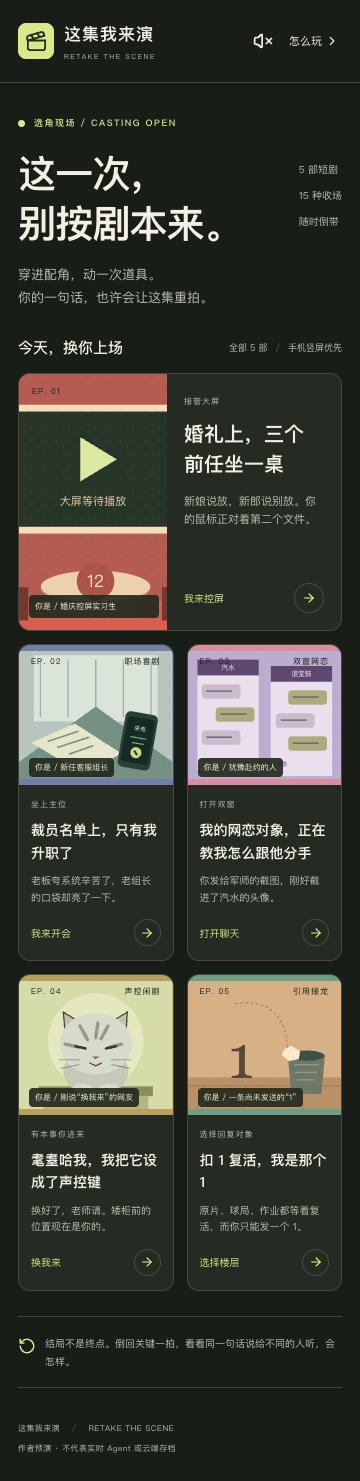 这集我来演
RETAKE THE SCENE
怎么玩
选角现场 / CASTING OPEN
这一次，
别按剧本来。
5 部短剧
15 种收场
随时倒带
穿进配角，动一次道具。
你的一句话，也许会让这集重拍。
今天，换你上场
全部 5 部 / 手机竖屏优先
EP. 01
大屏等待播放
12
你是 / 婚庆控屏实习生
接管大屏
婚礼上，三个
前任坐一桌
新娘说放，新郎说别放。你
的鼠标正对着第二个文件。
我来控屏
EP. 02
职场喜剧
来电
你是 / 新任客服组长
坐上主位
裁员名单上，只有我
升职了
老板夸系统辛苦了，老组长
的口袋却亮了一下。
我来开会
EP. 03
双窗网恋
汽水
退堂鼓
你是 / 犹豫赴约的人
打开双窗
我的网恋对象，正在
教我怎么跟他分手
你发给军师的截图，刚好截
进了汽水的头像。
打开聊天
EP. 04
声控闹剧
你是 / 刚说“换我来”的网友
有本事你进来
耄耋哈我，我把它设
成了声控键
换好了，老师请。矮柜前的
位置现在是你的。
换我来
EP. 05
引用接龙
1
你是 / 一条尚未发送的“1”
选择回复对象
扣 1 复活，我是那个
1
原片、球局、作业都等着复
活，而你只能发一个 1。
选择楼层
结局不是终点。倒回关键一拍，看看同一句话说给不同的人听，会
怎样。
这集我来演 / RETAKE THE SCENE
作者预演 · 不代表实时 Agent 或云端存档